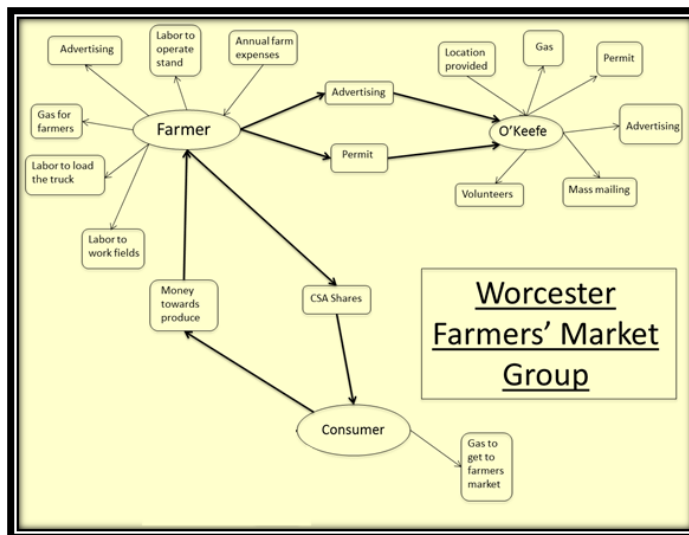 Advertising
Labor to
operate
stand
Annual farm
expenses
Gas for
farmers
Farmer
Labor to load
the truck
Labor to
work fields
Advertising
Permit
Location
provided
Gas
Permit
O'Keefe
Advertising
Volunteers
Mass mailing
Money
towards
produce
CSA Shares
Worcester
Farmers' Market
Group
Consumer
Gas to
get to
farmers
market